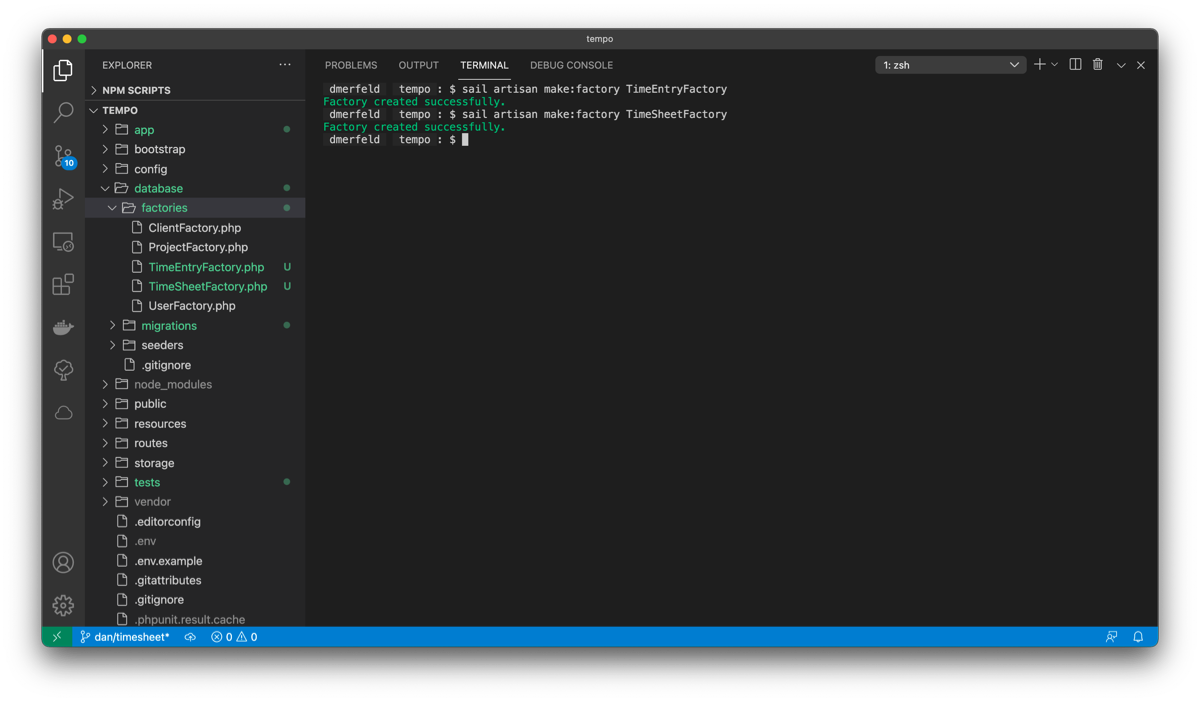 tempo
EXPLORER
NPM SCRIPTS
TEMPO
app
bootstrap
config
database
factories
ClientFactory.php
ProjectFactory.php
TimeEntryFactory.php U
TimeSheetFactory.php U
UserFactory.php
migrations
seeders
.gitignore
node_modules
public
resources
routes
storage
tests
vendor
.editorconfig
.env
.env.example
.gitattributes
.gitignore
.phpunit.result.cache
10
PROBLEMS OUTPUT TERMINAL DEBUG CONSOLE 1: zsh
dmerfeld tempo : $ sail artisan make:factory TimeEntryFactory
Factory created successfully.
dmerfeld tempo : $ sail artisan make:factory TimeSheetFactory
Factory created successfully.
dmerfeld tempo : $
dan/timesheet* 0 0